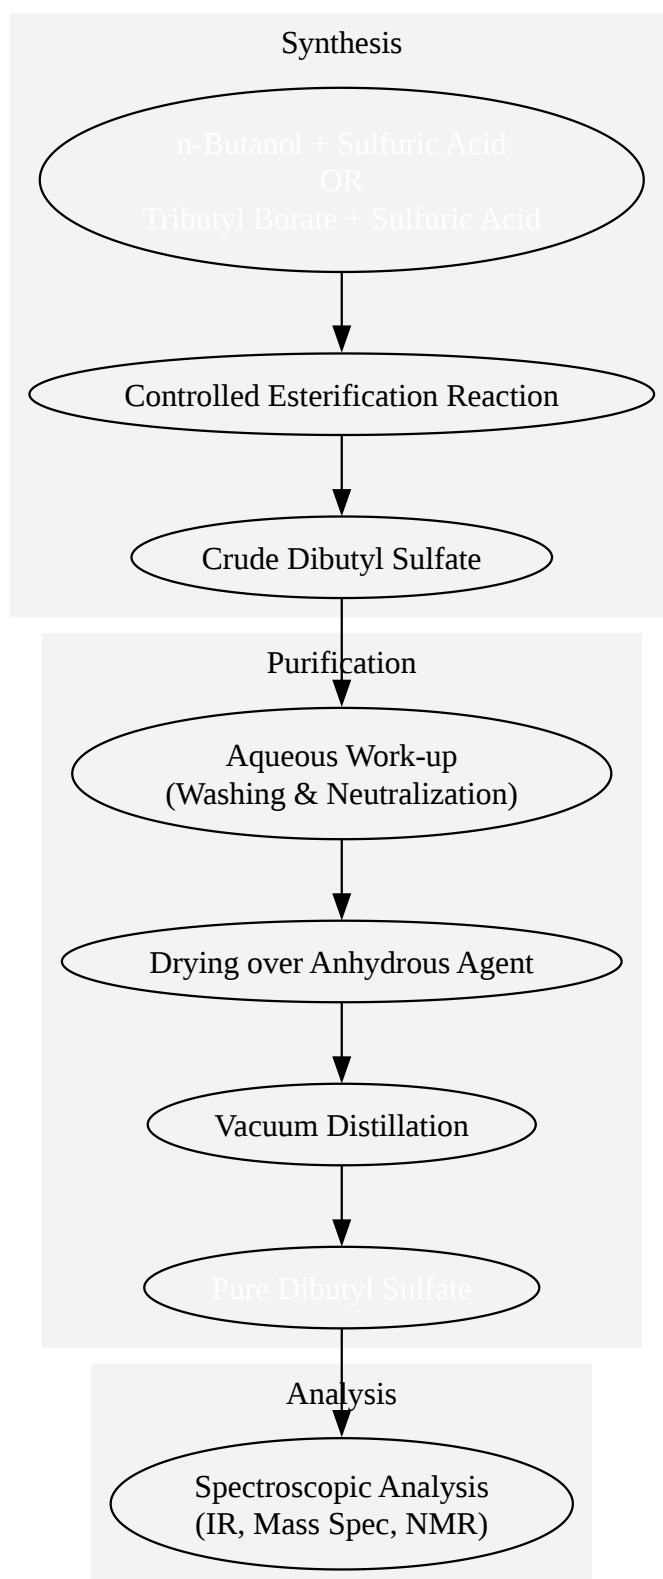 Synthesis
n-Butanol + Sulfuric Acid
OR
Tributyl Borate + Sulfuric Acid
Controlled Esterification Reaction
Crude Dibutyl Sulfate
Purification
Aqueous Work-up
(Washing & Neutralization)
Drying over Anhydrous Agent
Vacuum Distillation
Pure Dibutyl Sulfate
Analysis
Spectroscopic Analysis
(IR, Mass Spec, NMR)